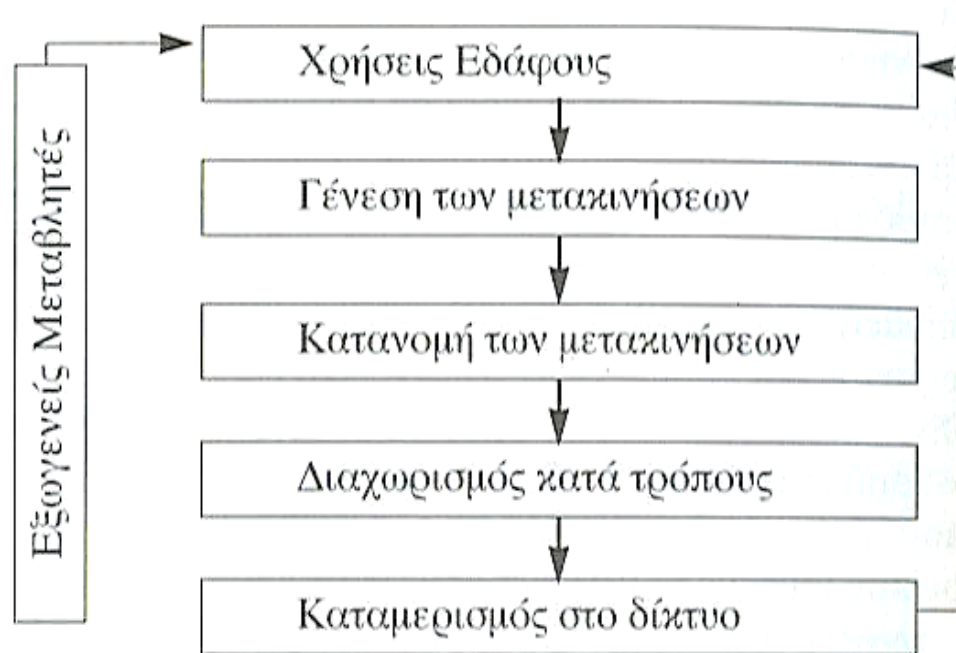 Εξωγενείς Μεταβλητές
Χρήσεις Εδάφους
Γένεση των μετακινήσεων
Κατανομή των μετακινήσεων
Διαχωρισμός κατά τρόπους
Καταμερισμός στο δίκτυο